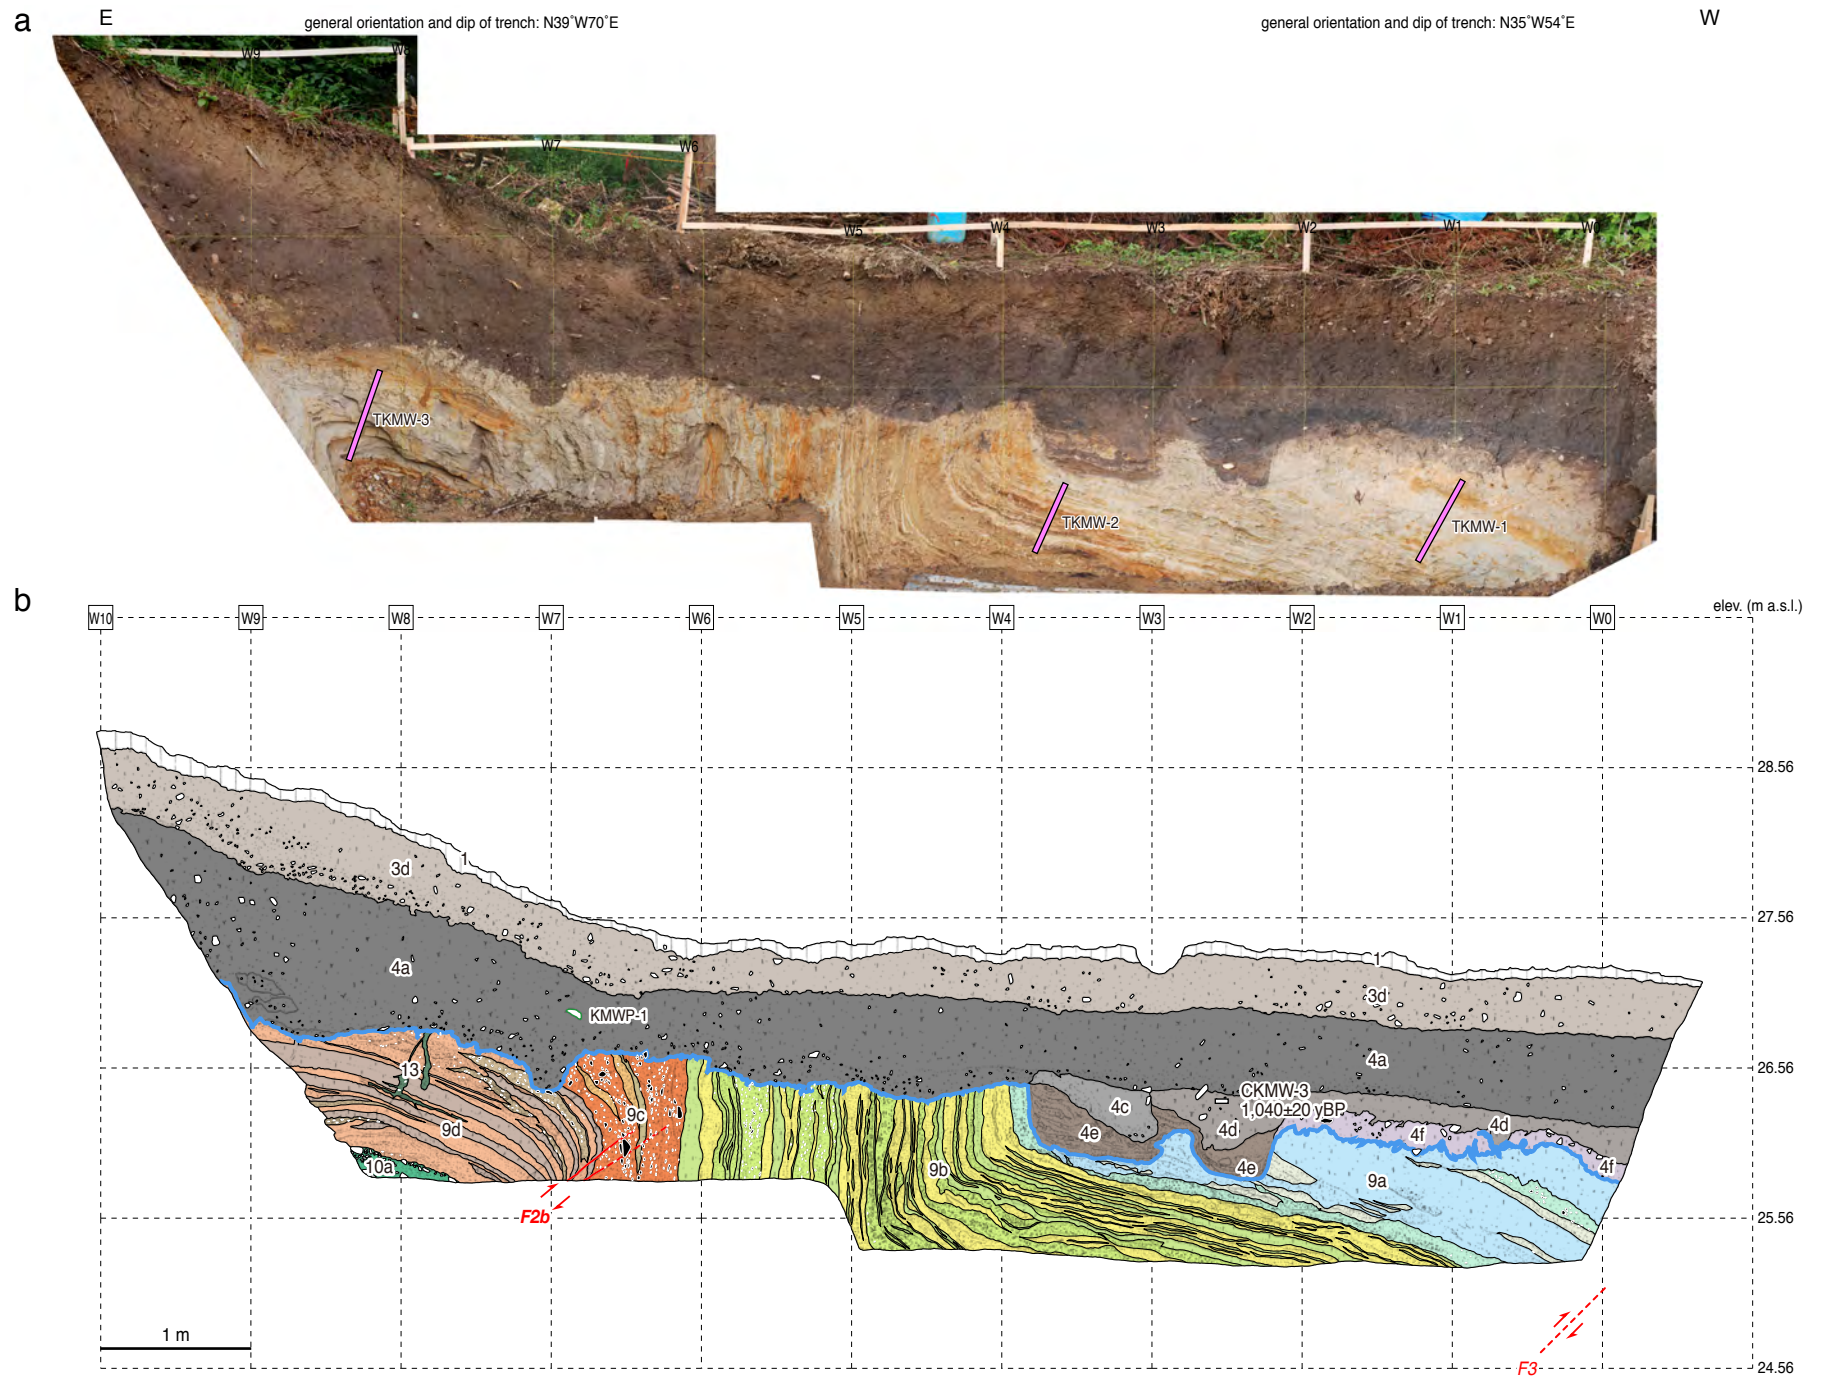 a
E
general orientation and dip of trench: N39°W70°E
general orientation and dip of trench: N35°W54°E
W
W9
W8
W7
W6
W5
W4
W3
W2
W1
W0
TKMW-3
TKMW-2
TKMW-1
b
elev. (m a.s.l.)
W10
W9
W8
W7
W6
W5
W4
W3
W2
W1
W0
28.56
27.56
26.56
25.56
24.56
1
3d
4a
KMWP-1
1
3d
4a
CKMW-3
1,040±20 yBP
4c
4d
4d
4e
4e
4f
4f
13
9c
9d
10a
9b
9a
F2b
F3
1 m